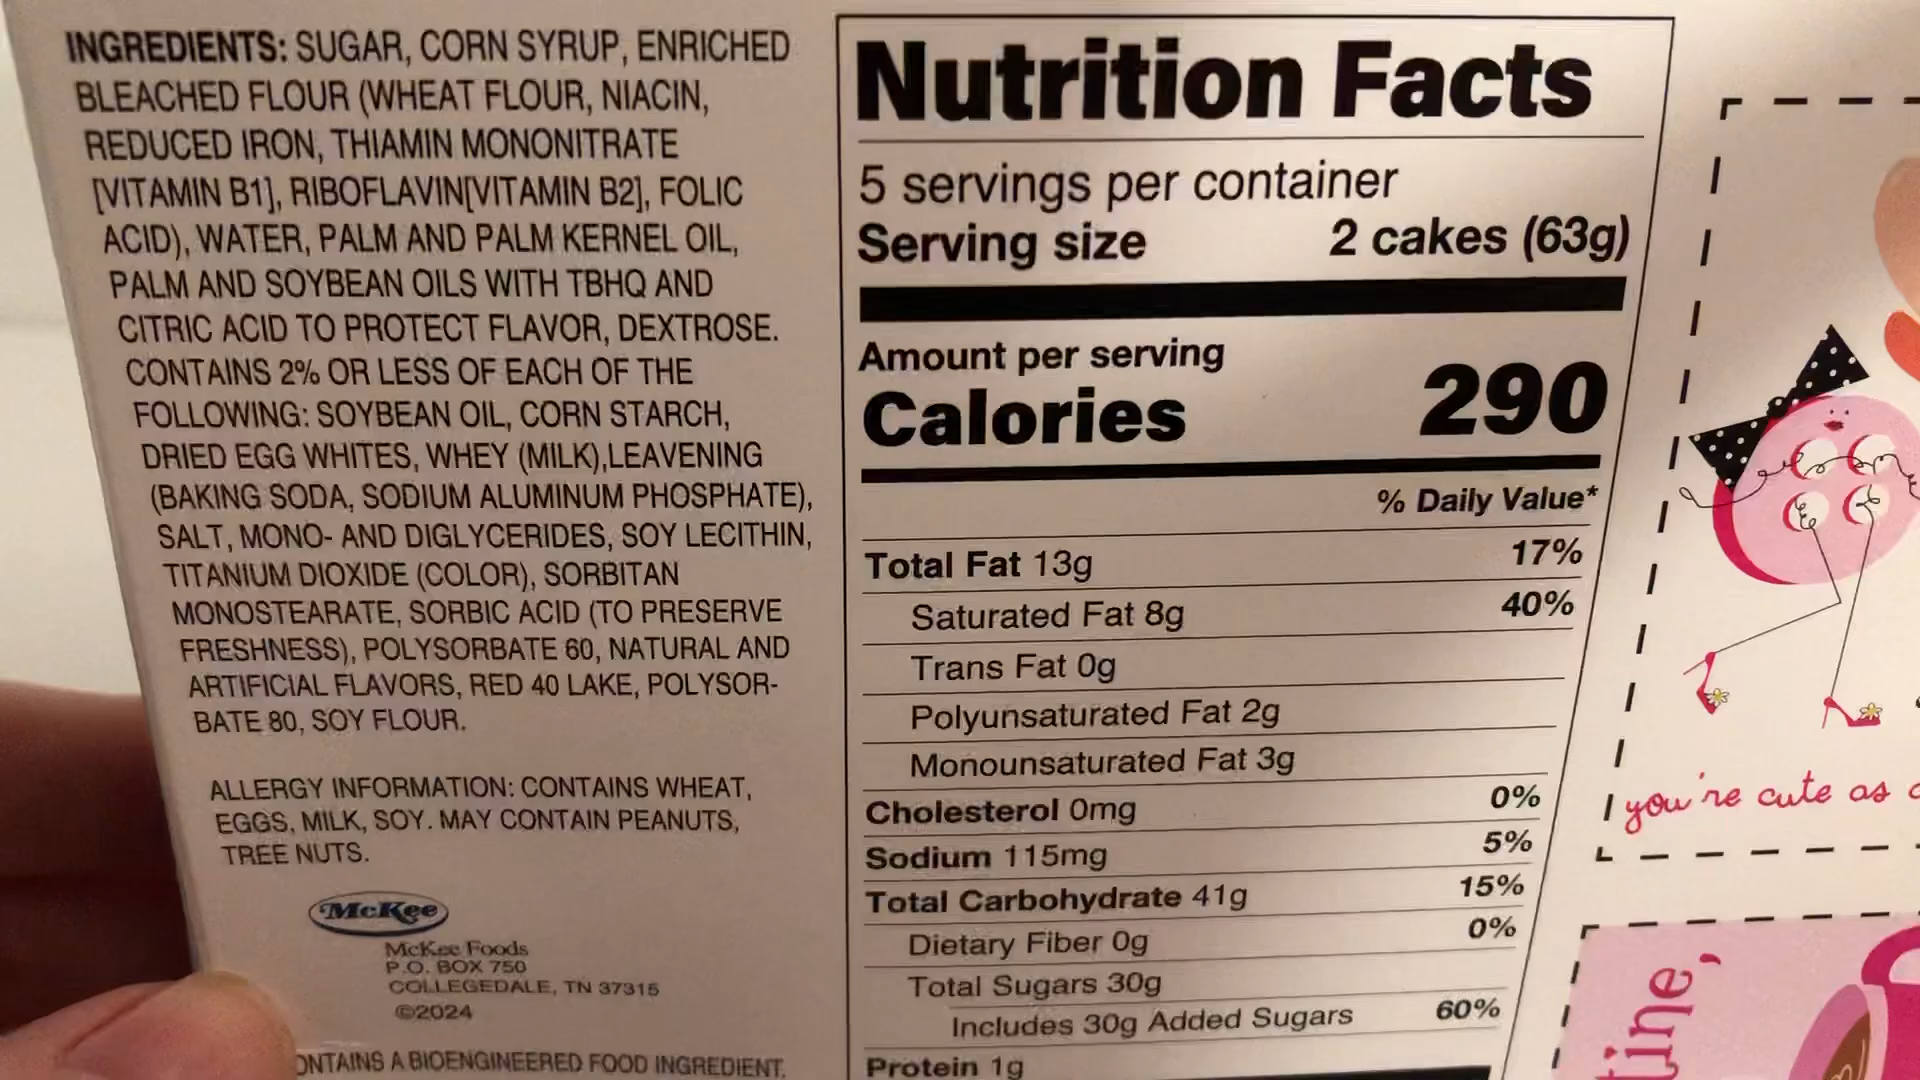 INGREDIENTS: SUGAR, CORN SYRUP, ENRICHED
BLEACHED FLOUR (WHEAT FLOUR, NIACIN,
REDUCED IRON, THIAMIN MONONITRATE
[VITAMIN B1], RIBOFLAVIN[VITAMIN B2], FOLIC
ACID), WATER, PALM AND PALM KERNEL OIL,
PALM AND SOYBEAN OILS WITH TBHQ AND
CITRIC ACID TO PROTECT FLAVOR, DEXTROSE.
CONTAINS 2% OR LESS OF EACH OF THE
FOLLOWING: SOYBEAN OIL, CORN STARCH,
DRIED EGG WHITES, WHEY (MILK),LEAVENING
(BAKING SODA, SODIUM ALUMINUM PHOSPHATE),
SALT, MONO- AND DIGLYCERIDES, SOY LECITHIN,
TITANIUM DIOXIDE (COLOR), SORBITAN
MONOSTEARATE, SORBIC ACID (TO PRESERVE
FRESHNESS), POLYSORBATE 60, NATURAL AND
ARTIFICIAL FLAVORS, RED 40 LAKE, POLYSOR-
BATE 80, SOY FLOUR.
ALLERGY INFORMATION: CONTAINS WHEAT,
EGGS, MILK, SOY. MAY CONTAIN PEANUTS,
TREE NUTS.
McKee
McKee Foods
P.O. BOX 750
COLLEGEDALE, TN 37315
©2024
ONTAINS A BIOENGINEERED FOOD INGREDIENT.
Nutrition Facts
5 servings per container
Serving size 2 cakes (63g)
Amount per serving
Calories 290
% Daily Value*
Total Fat 13g 17%
Saturated Fat 8g 40%
Trans Fat 0g
Polyunsaturated Fat 2g
Monounsaturated Fat 3g
Cholesterol 0mg 0%
Sodium 115mg 5%
Total Carbohydrate 41g 15%
Dietary Fiber 0g 0%
Total Sugars 30g
Includes 30g Added Sugars 60%
Protein 1g
you're cute as
tine,